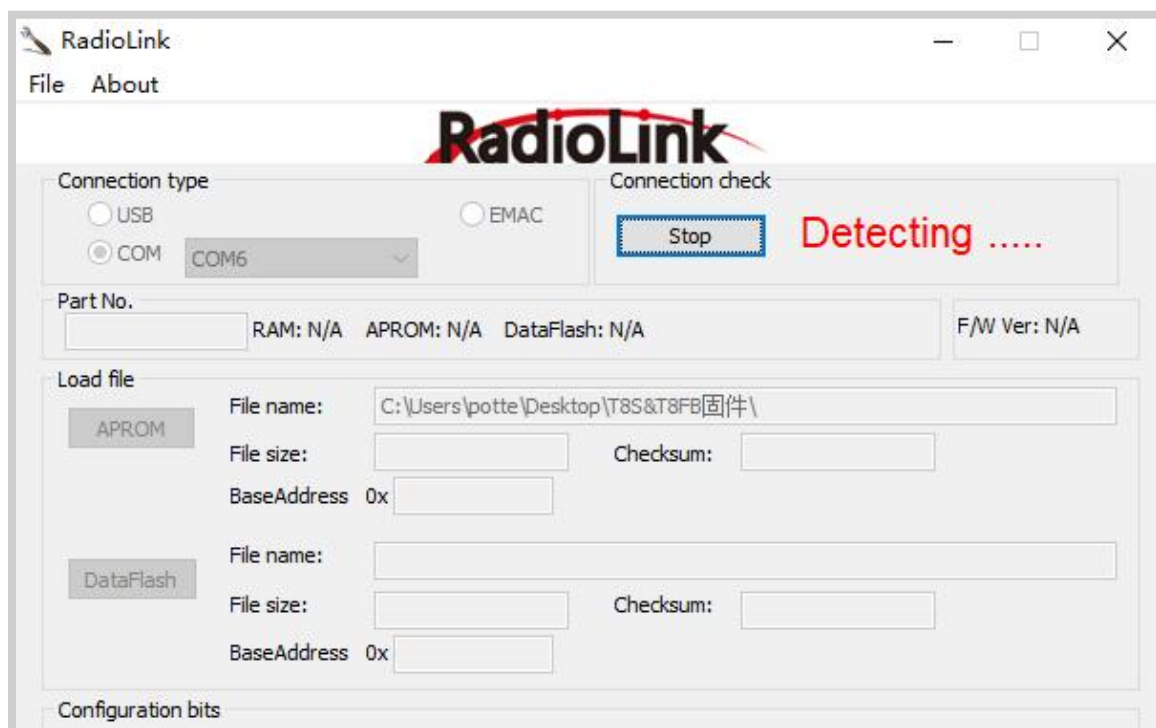 RadioLink
File About
RadioLink
Connection type
Connection check
USB EMAC
COM COM6
Stop Detecting .....
Part No.
RAM: N/A APROM: N/A DataFlash: N/A
F/W Ver: N/A
Load file
APROM
File name: C:\Users\potte\Desktop\T8S&T8FB固件\
File size: Checksum:
BaseAddress 0x
DataFlash
File name:
File size: Checksum:
BaseAddress 0x
Configuration bits